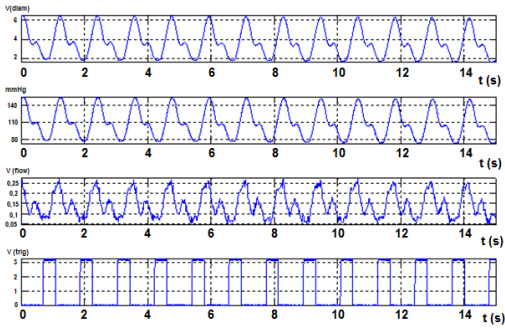 V(diam)
6
4
2
0 2 4 6 8 10 12 14
t (s)
mmHg
140
110
80
0 2 4 6 8 10 12 14
t (s)
V (flow)
0,25
0,2
0,15
0,1
0,05
0 2 4 6 8 10 12 14
t (s)
V (trig)
3
2
1
0
0 2 4 6 8 10 12 14
t (s)